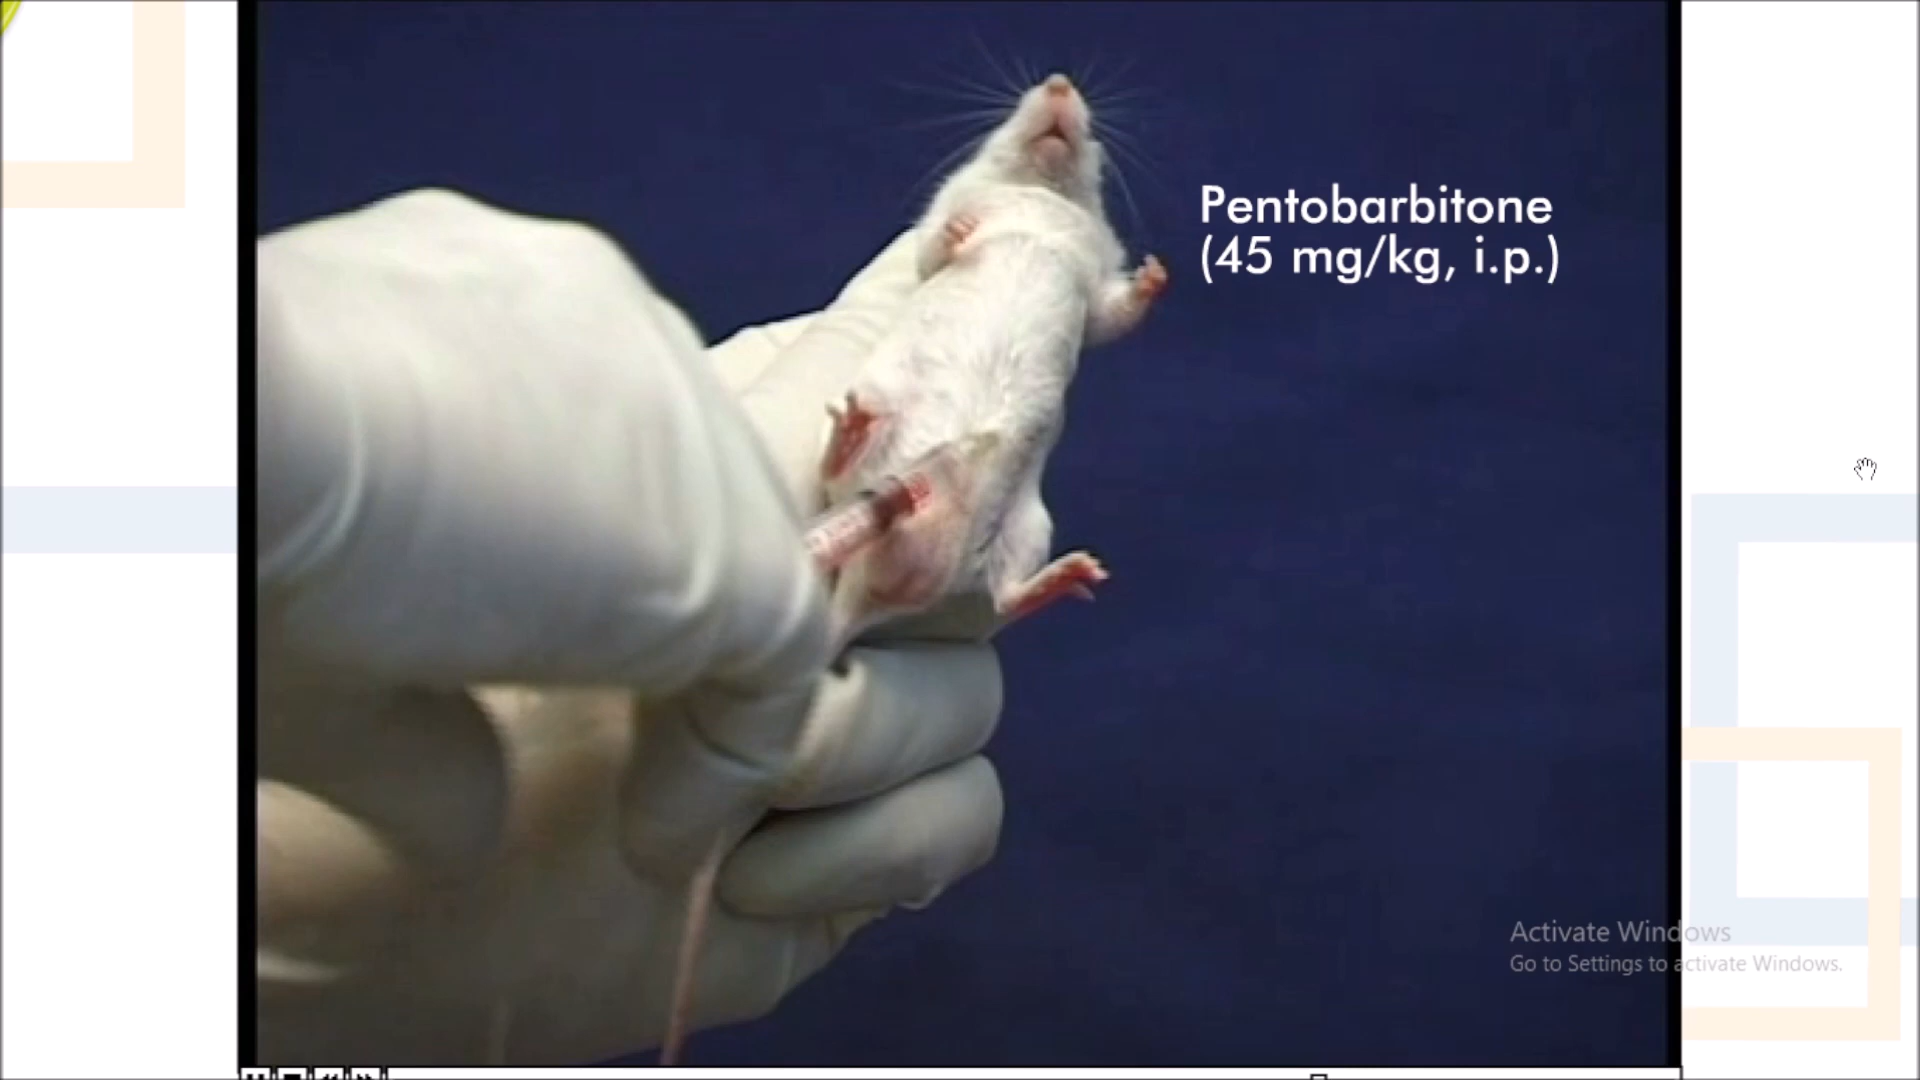 Pentobarbitone
(45 mg/kg, i.p.)
Activate Windows
Go to Settings to activate Windows.